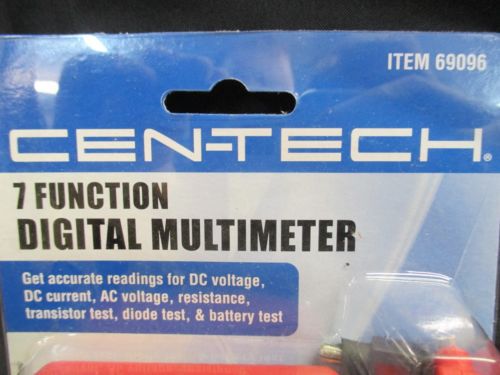 ITEM 69096
CEN-TECH®
7 FUNCTION
DIGITAL MULTIMETER
Get accurate readings for DC voltage,
DC current, AC voltage, resistance,
transistor test, diode test, & battery test